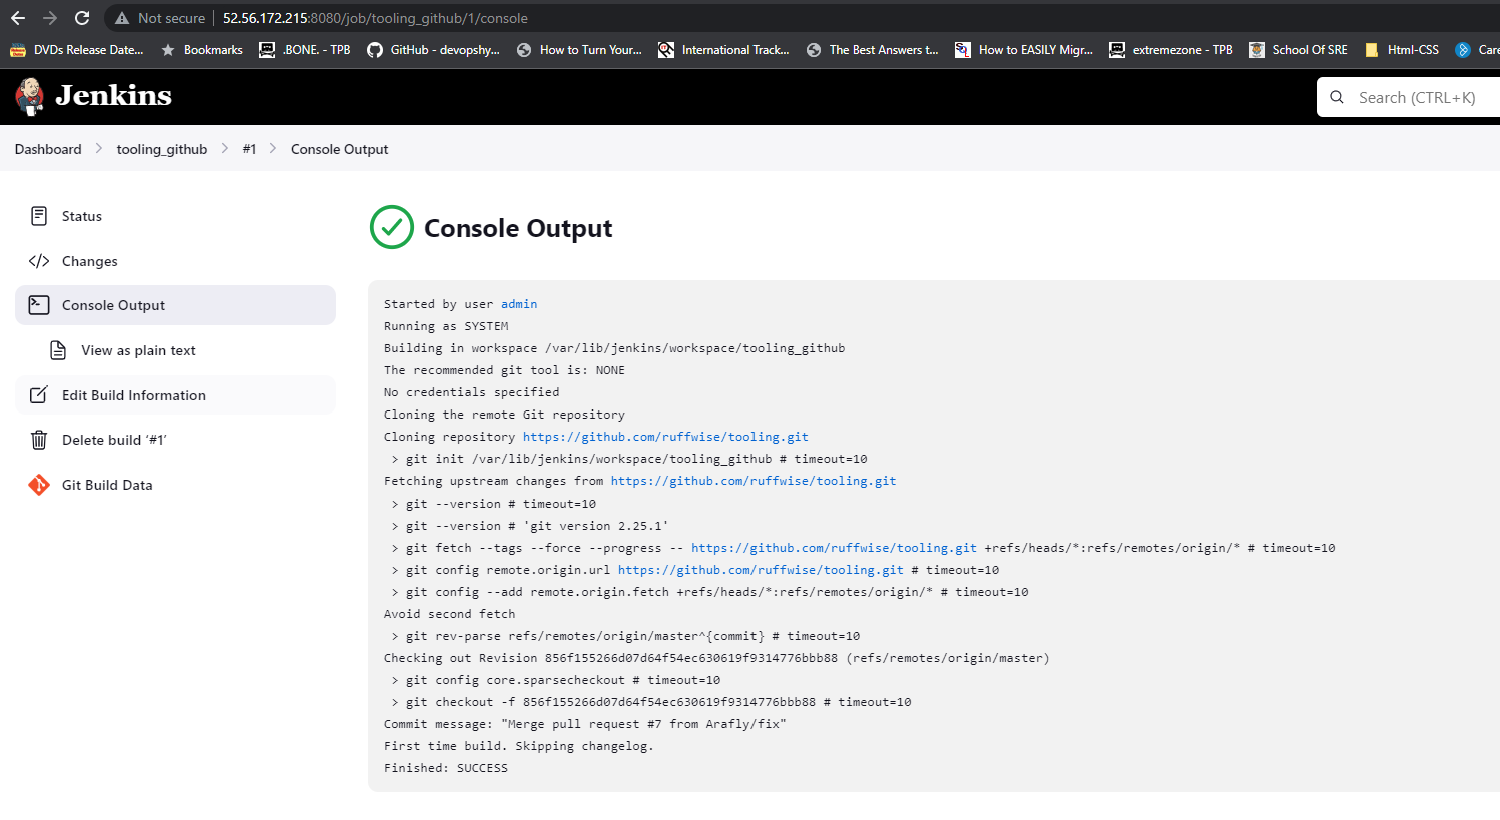 Not secure | 52.56.172.215:8080/job/tooling_github/1/console
DVDs Release Date... Bookmarks .BONE. - TPB GitHub - devopshy... How to Turn Your... International Track... The Best Answers t... How to EASILY Migr... extremezone - TPB School Of SRE Html-CSS Care
Jenkins
Search (CTRL+K)
Dashboard > tooling_github > #1 > Console Output
Status
Changes
Console Output
View as plain text
Edit Build Information
Delete build ‘#1’
Git Build Data
Console Output
Started by user admin
Running as SYSTEM
Building in workspace /var/lib/jenkins/workspace/tooling_github
The recommended git tool is: NONE
No credentials specified
Cloning the remote Git repository
Cloning repository https://github.com/ruffwise/tooling.git
> git init /var/lib/jenkins/workspace/tooling_github # timeout=10
Fetching upstream changes from https://github.com/ruffwise/tooling.git
> git --version # timeout=10
> git --version # 'git version 2.25.1'
> git fetch --tags --force --progress -- https://github.com/ruffwise/tooling.git +refs/heads/*:refs/remotes/origin/* # timeout=10
> git config remote.origin.url https://github.com/ruffwise/tooling.git # timeout=10
> git config --add remote.origin.fetch +refs/heads/*:refs/remotes/origin/* # timeout=10
Avoid second fetch
> git rev-parse refs/remotes/origin/master^{commit} # timeout=10
Checking out Revision 856f155266d07d64f54ec630619f9314776bbb88 (refs/remotes/origin/master)
> git config core.sparsecheckout # timeout=10
> git checkout -f 856f155266d07d64f54ec630619f9314776bbb88 # timeout=10
Commit message: "Merge pull request #7 from Arafly/fix"
First time build. Skipping changelog.
Finished: SUCCESS